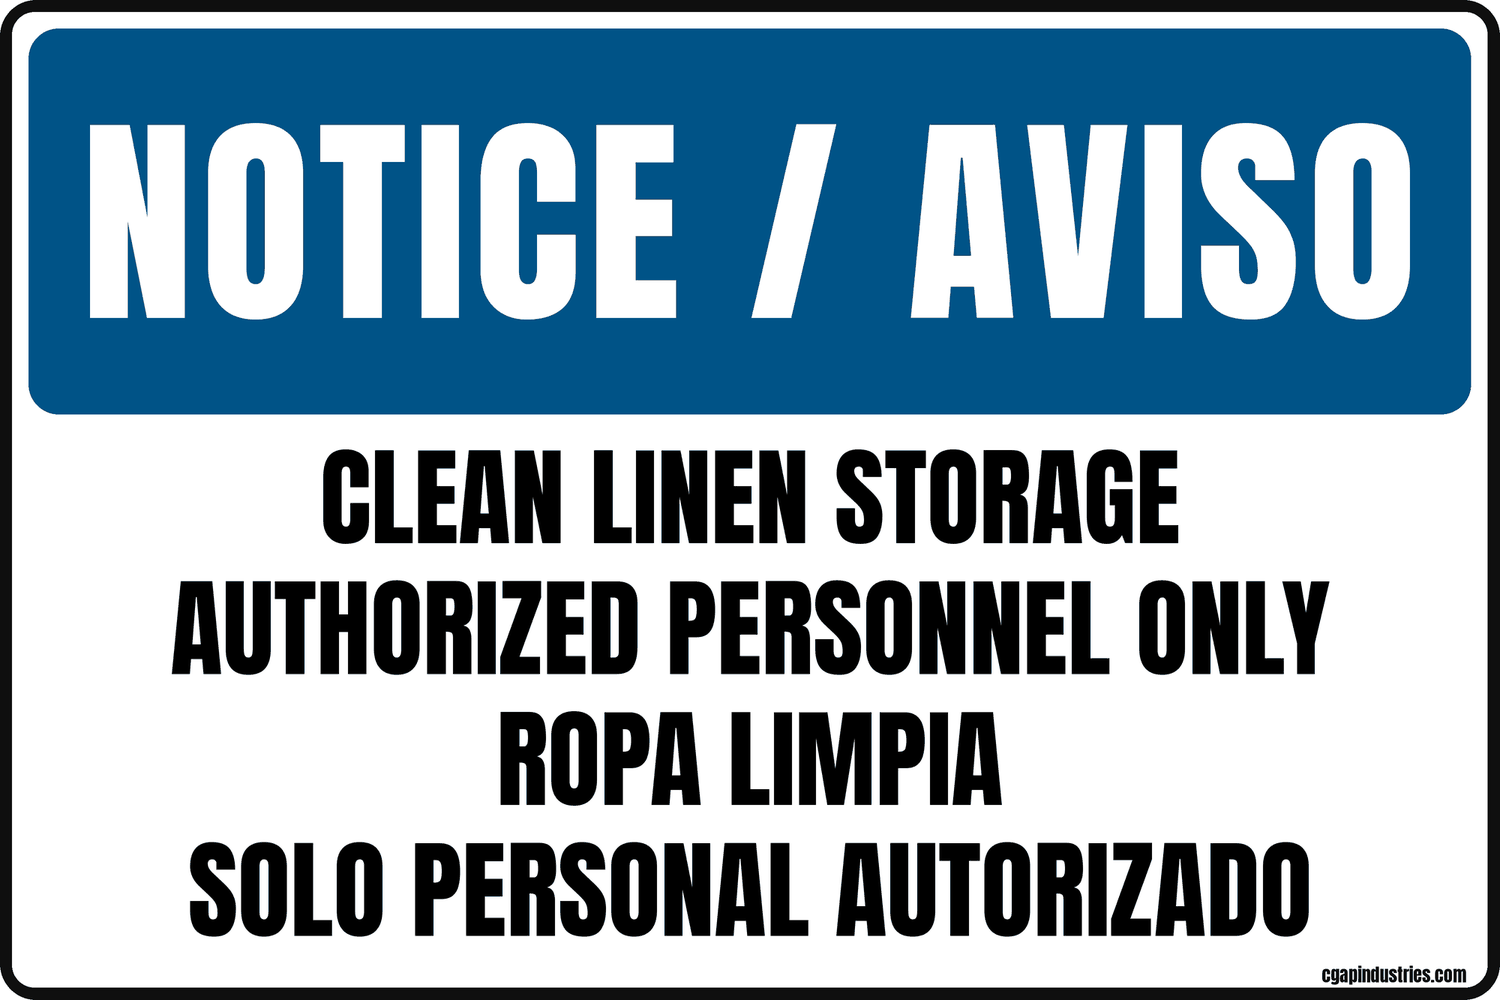 NOTICE / AVISO
CLEAN LINEN STORAGE
AUTHORIZED PERSONNEL ONLY
ROPA LIMPIA
SOLO PERSONAL AUTORIZADO
cgapindustries.com